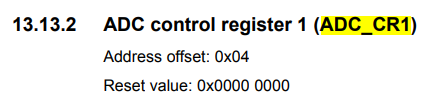 13.13.2 ADC control register 1 (ADC_CR1)
Address offset: 0x04
Reset value: 0x0000 0000